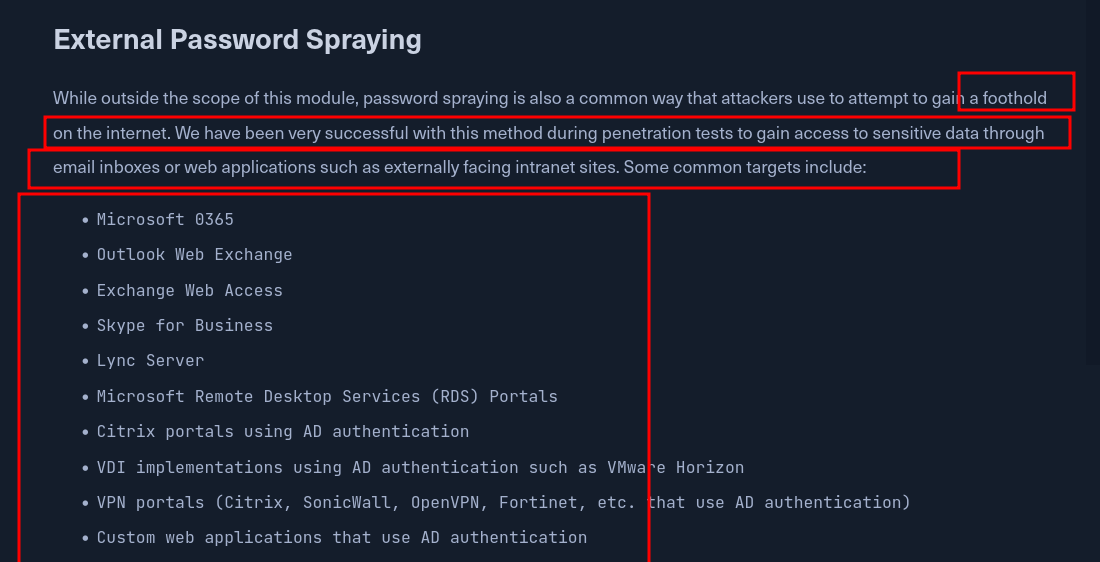 External Password Spraying
While outside the scope of this module, password spraying is also a common way that attackers use to attempt to gain a foothold
on the internet. We have been very successful with this method during penetration tests to gain access to sensitive data through
email inboxes or web applications such as externally facing intranet sites. Some common targets include:
• Microsoft 0365
• Outlook Web Exchange
• Exchange Web Access
• Skype for Business
• Lync Server
• Microsoft Remote Desktop Services (RDS) Portals
• Citrix portals using AD authentication
• VDI implementations using AD authentication such as VMware Horizon
• VPN portals (Citrix, SonicWall, OpenVPN, Fortinet, etc. that use AD authentication)
• Custom web applications that use AD authentication